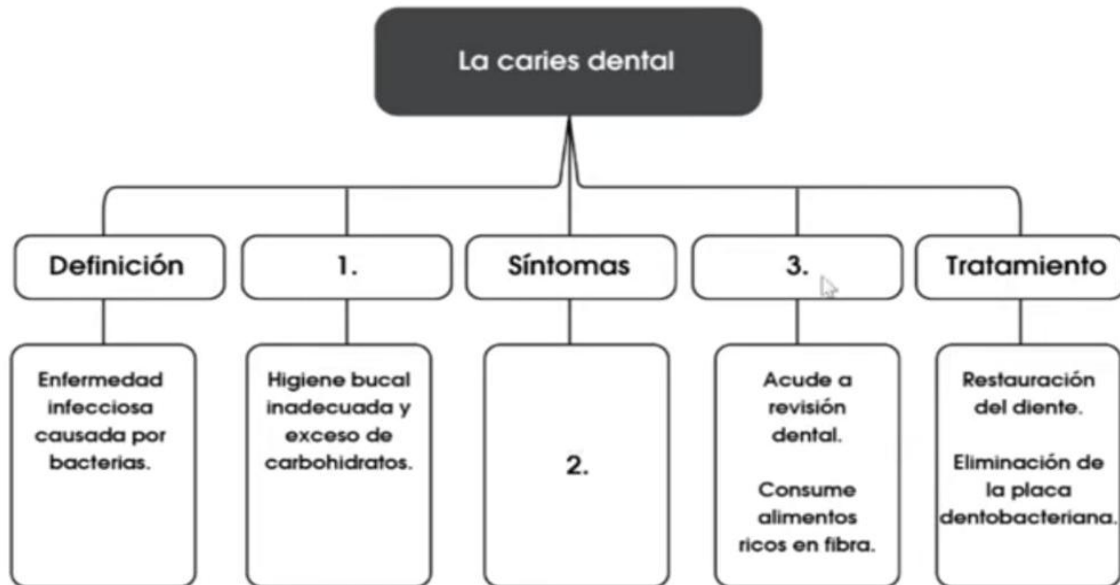 La caries dental
Definición
1.
Síntomas
3.
Tratamiento
Enfermedad
infecciosa
causada por
bacterias.
Higiene bucal
inadecuada y
exceso de
carbohidratos.
2.
Acude a
revisión
dental.
Consume
alimentos
ricos en fibra.
Restauración
del diente.
Eliminación de
la placa
dentobacteriana.